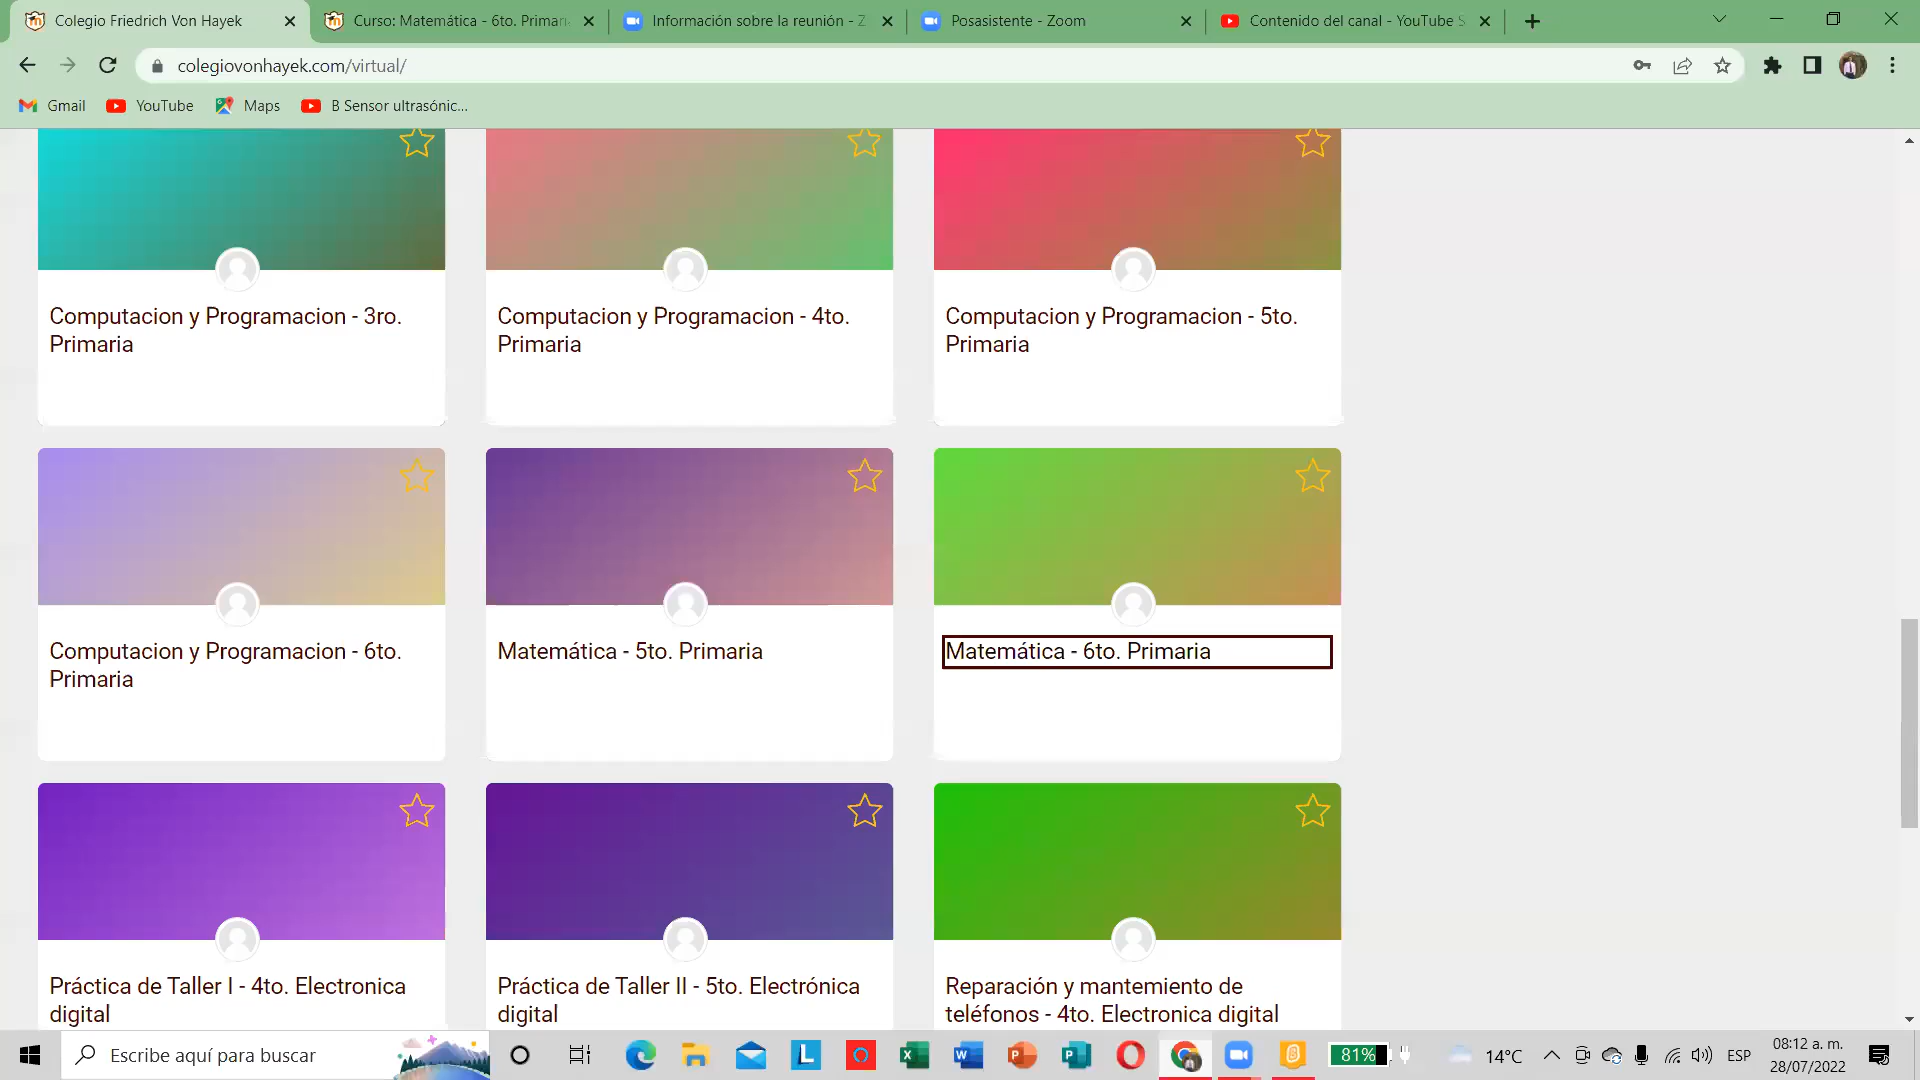 Colegio Friedrich Von Hayek
Curso: Matemática - 6to. Primari
Información sobre la reunión - Z
Posasistente - Zoom
Contenido del canal - YouTube S
colegiovonhayek.com/virtual/
Gmail
YouTube
Maps
B Sensor ultrasónic...
Computacion y Programacion - 3ro.
Primaria
Computacion y Programacion - 4to.
Primaria
Computacion y Programacion - 5to.
Primaria
Computacion y Programacion - 6to.
Primaria
Matemática - 5to. Primaria
Matemática - 6to. Primaria
Práctica de Taller I - 4to. Electronica
digital
Práctica de Taller II - 5to. Electrónica
digital
Reparación y mantemiento de
teléfonos - 4to. Electronica digital
Escribe aquí para buscar
81%
14°C
ESP
08:12 a. m.
28/07/2022